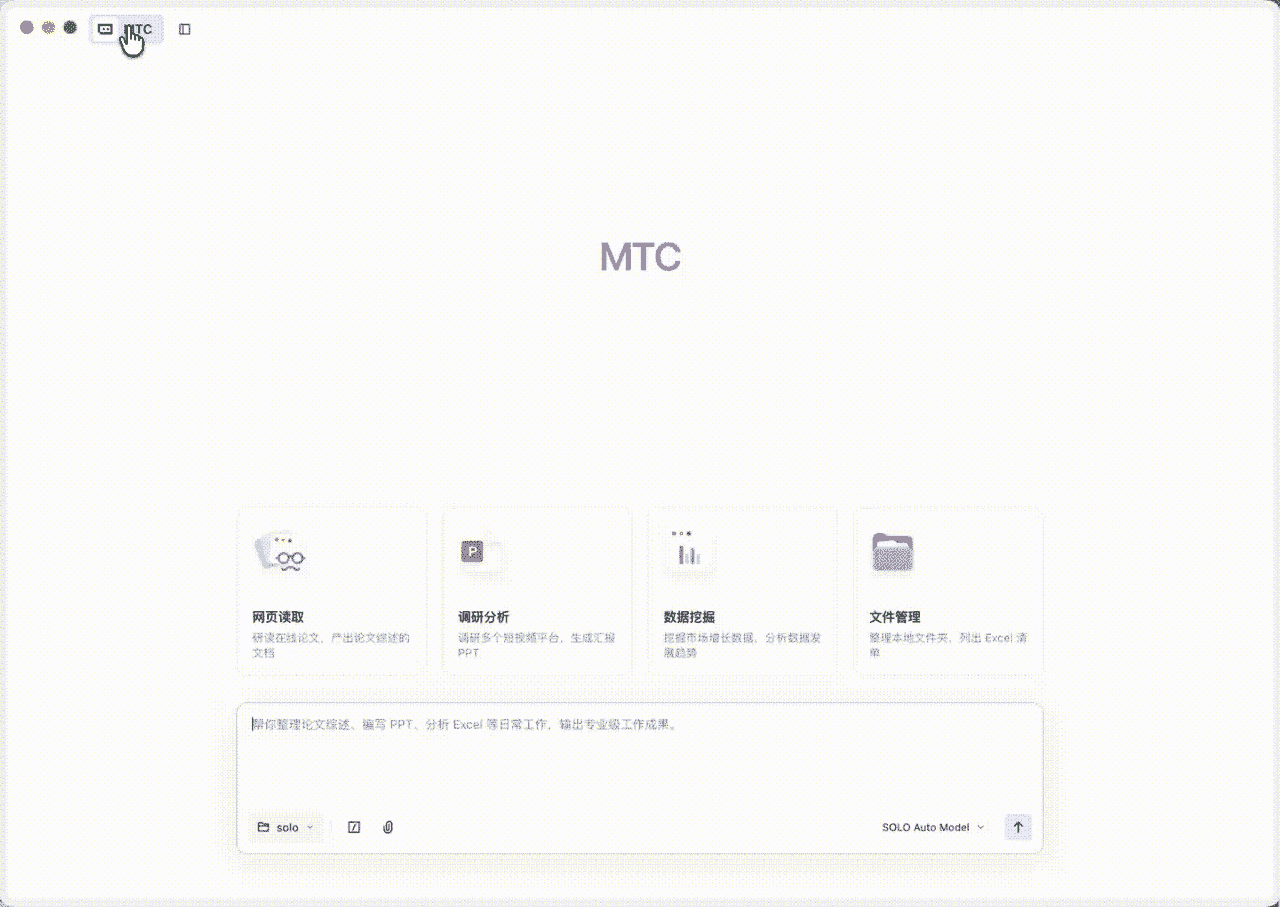 MTC
MTC
P
网页读取
研读在线论文，产出论文综述的
文档
调研分析
调研多个短视频平台，生成汇报
PPT
数据挖掘
挖掘市场增长数据，分析数据发
展趋势
文件管理
整理本地文件夹，列出 Excel 清
单
帮你整理论文综述、编写 PPT、分析 Excel 等日常工作，输出专业级工作成果。
solo
SOLO Auto Model